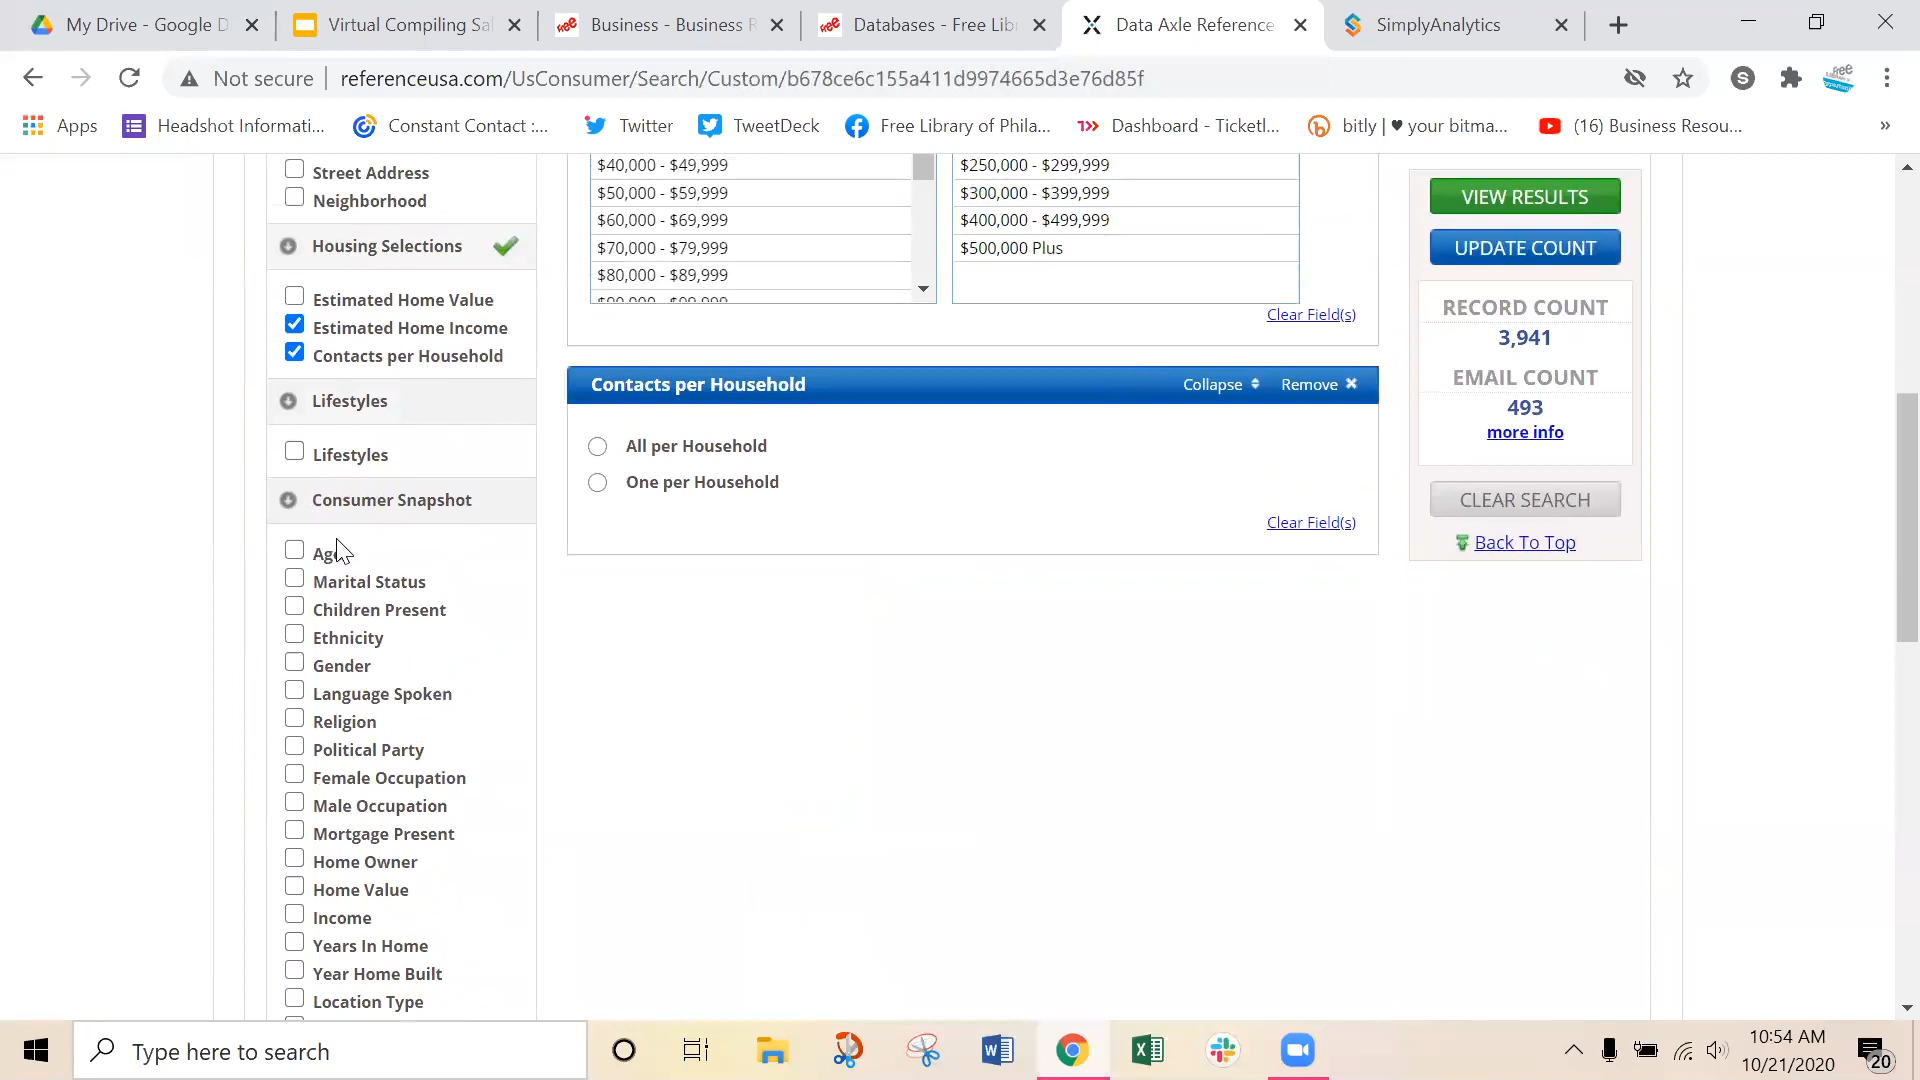 My Drive - Google D
Virtual Compiling Sal
Business - Business R
Databases - Free Libr
Data Axle Reference
SimplyAnalytics
Not secure
referenceusa.com/UsConsumer/Search/Custom/b678ce6c155a411d9974665d3e76d85f
S
Apps
Headshot Informati...
Constant Contact :...
Twitter
TweetDeck
Free Library of Phila...
Dashboard - Ticketl...
bitly | ♥ your bitma...
(16) Business Resou...
»
Street Address
Neighborhood
Housing Selections
Estimated Home Value
Estimated Home Income
Contacts per Household
Lifestyles
Lifestyles
Consumer Snapshot
Age
Marital Status
Children Present
Ethnicity
Gender
Language Spoken
Religion
Political Party
Female Occupation
Male Occupation
Mortgage Present
Home Owner
Home Value
Income
Years In Home
Year Home Built
Location Type
$40,000 - $49,999
$50,000 - $59,999
$60,000 - $69,999
$70,000 - $79,999
$80,000 - $89,999
$90,000 - $99,999
$250,000 - $299,999
$300,000 - $399,999
$400,000 - $499,999
$500,000 Plus
Clear Field(s)
Contacts per Household
Collapse
Remove
All per Household
One per Household
Clear Field(s)
VIEW RESULTS
UPDATE COUNT
RECORD COUNT
3,941
EMAIL COUNT
493
more info
CLEAR SEARCH
Back To Top
Type here to search
10:54 AM
10/21/2020
20